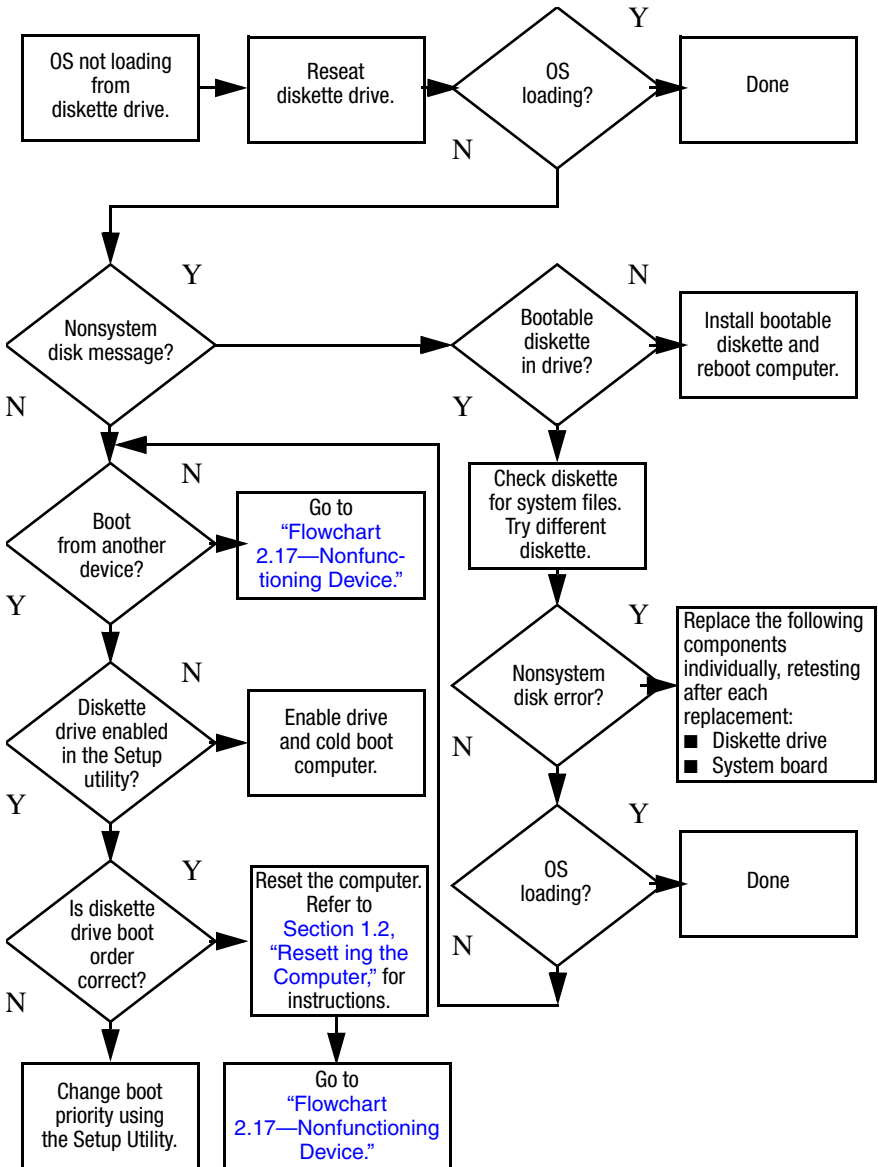 Y
OS not loading
from
diskette drive.
Reseat
diskette drive.
OS
loading?
Done
N
Y
N
Nonsystem
disk message?
Bootable
diskette
in drive?
Install bootable
diskette and
reboot computer.
N
Y
N
Boot
from another
device?
Go to
“Flowchart
2.17—Nonfunc-
tioning Device.”
Check diskette
for system files.
Try different
diskette.
Y
Y
N
Diskette
drive enabled
in the Setup
utility?
Enable drive
and cold boot
computer.
Nonsystem
disk error?
Replace the following
components
individually, retesting
after each
replacement:
■ Diskette drive
■ System board
N
Y
Y
Y
Is diskette
drive boot
order
correct?
Reset the computer.
Refer to
Section 1.2,
“Resett ing the
Computer,” for
instructions.
OS
loading?
Done
N
N
Change boot
priority using
the Setup Utility.
Go to
“Flowchart
2.17—Nonfunctioning
Device.”